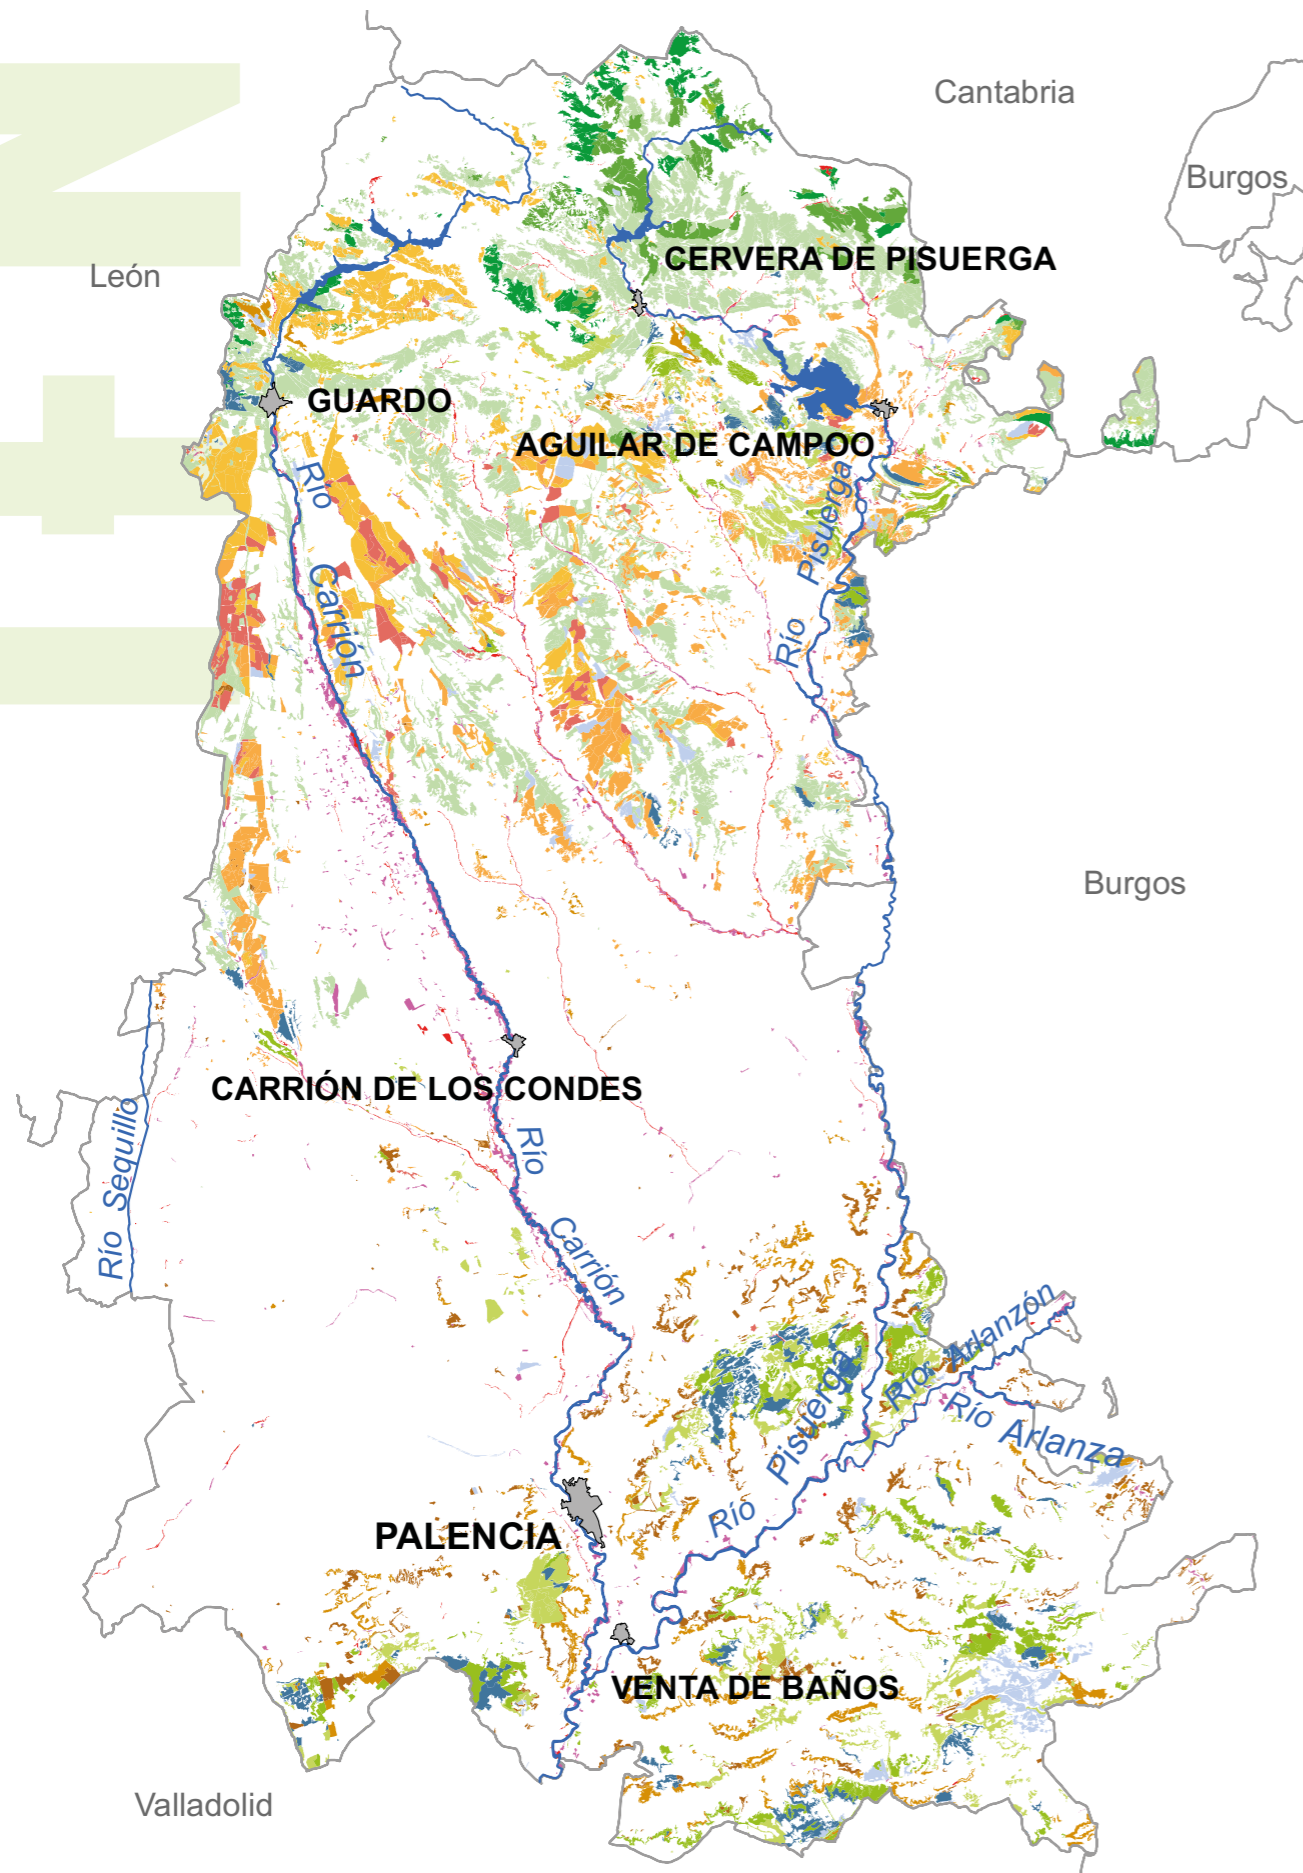 Cantabria
Burgos
León
CERVERA DE PISUERGA
GUARDO
AGUILAR DE CAMPOO
Río
Carrión
Río
Pisuerga
Burgos
CARRIÓN DE LOS CONDES
Río Sequillo
Río
Carrión
Río Arlanzón
Río Arlanza
Río
Pisuerga
PALENCIA
VENTA DE BAÑOS
Valladolid